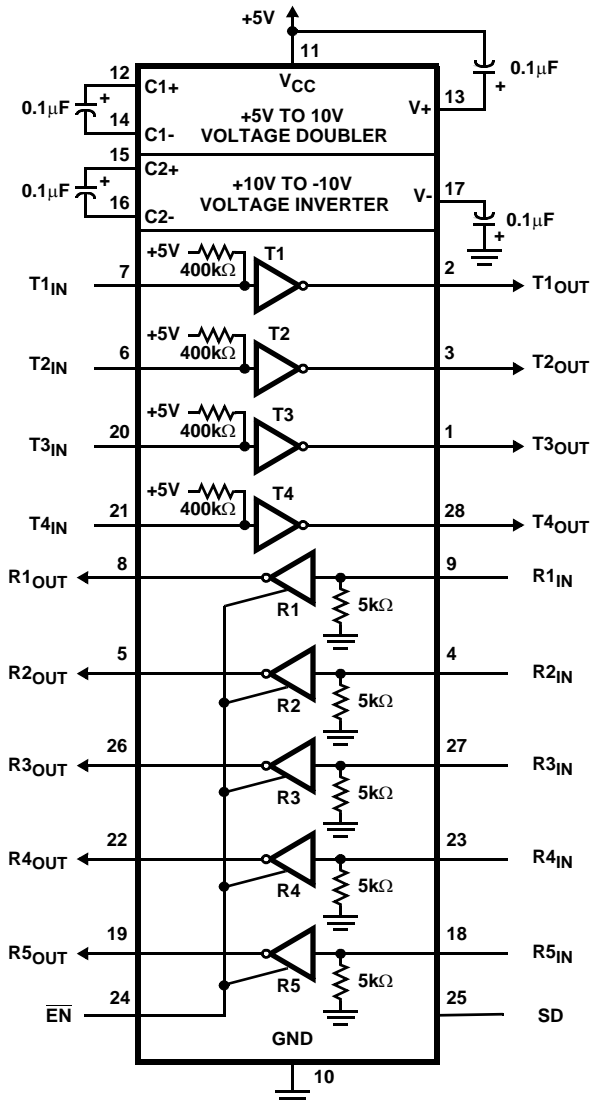 +5V
11
12
0.1µF
+
14
C1+
C1-
VCC
+5V TO 10V
VOLTAGE DOUBLER
V+
13
+
0.1µF
15
0.1µF
+
16
C2+
C2-
+10V TO -10V
VOLTAGE INVERTER
V-
17
0.1µF
+
T1IN
7
+5V
400kΩ
T1
2
T1OUT
T2IN
6
+5V
400kΩ
T2
3
T2OUT
T3IN
20
+5V
400kΩ
T3
1
T3OUT
T4IN
21
+5V
400kΩ
T4
28
T4OUT
R1OUT
8
R1
5kΩ
9
R1IN
R2OUT
5
R2
5kΩ
4
R2IN
R3OUT
26
R3
5kΩ
27
R3IN
R4OUT
22
R4
5kΩ
23
R4IN
R5OUT
19
R5
5kΩ
18
R5IN
E̅N̅
24
25
SD
GND
10